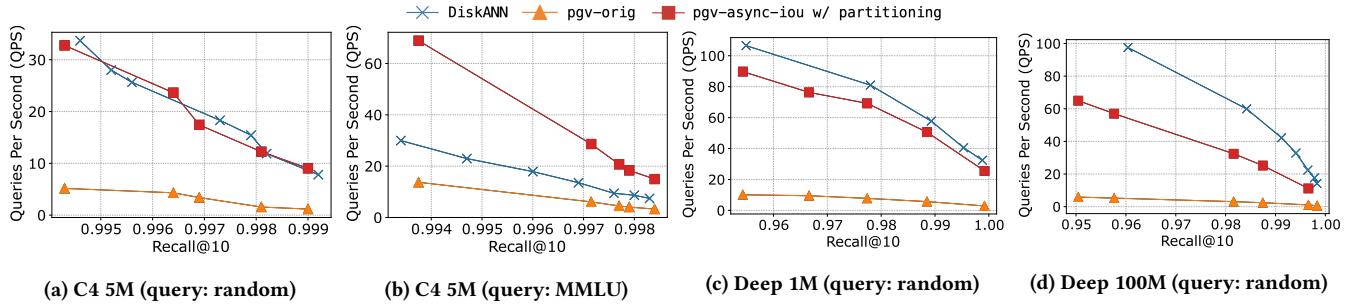 DiskANN pgv-orig pgv-async-iou w/ partitioning
Queries Per Second (QPS)
30
20
10
0
0.995 0.996 0.997 0.998 0.999
Recall@10
(a) C4 5M (query: random)
Queries Per Second (QPS)
60
40
20
0
0.994 0.995 0.996 0.997 0.998
Recall@10
(b) C4 5M (query: MMLU)
Queries Per Second (QPS)
100
80
60
40
20
0
0.96 0.97 0.98 0.99 1.00
Recall@10
(c) Deep 1M (query: random)
Queries Per Second (QPS)
100
80
60
40
20
0
0.95 0.96 0.97 0.98 0.99 1.00
Recall@10
(d) Deep 100M (query: random)